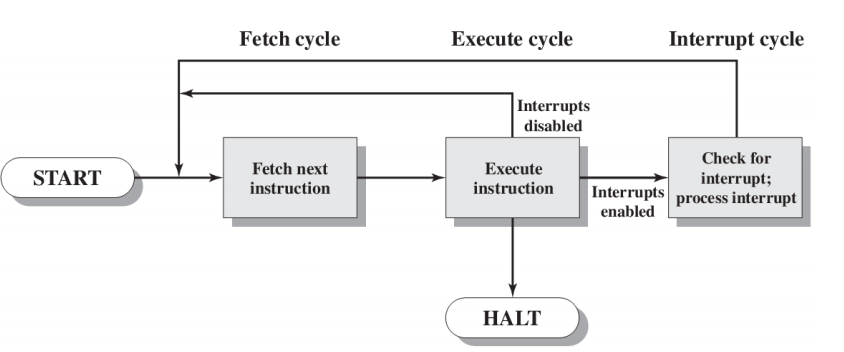 Fetch cycle
Execute cycle
Interrupt cycle
Interrupts
disabled
START
Fetch next
instruction
Execute
instruction
Interrupts
enabled
Check for
interrupt;
process interrupt
HALT